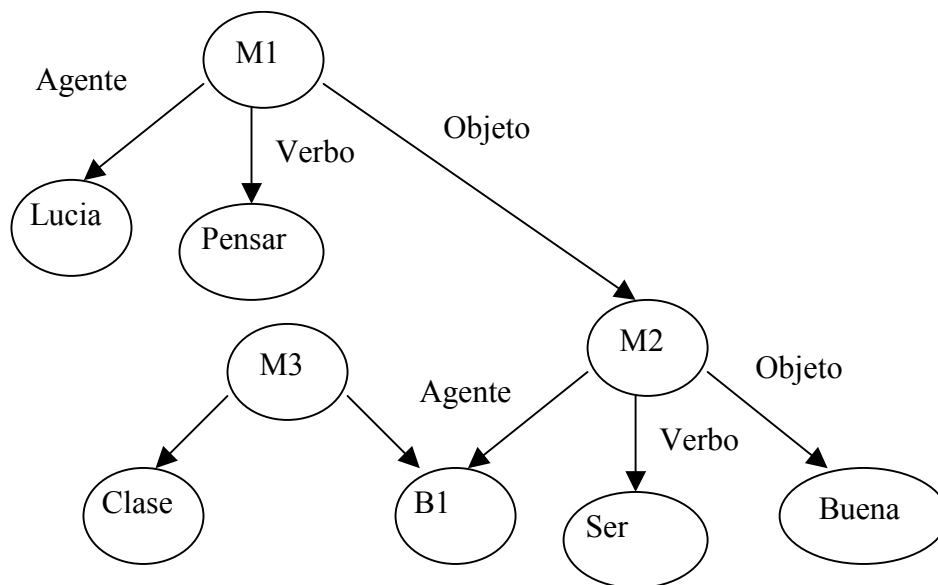 M1
Agente
Objeto
Verbo
Lucia
Pensar
M2
M3
Objeto
Agente
Verbo
Clase
B1
Ser
Buena